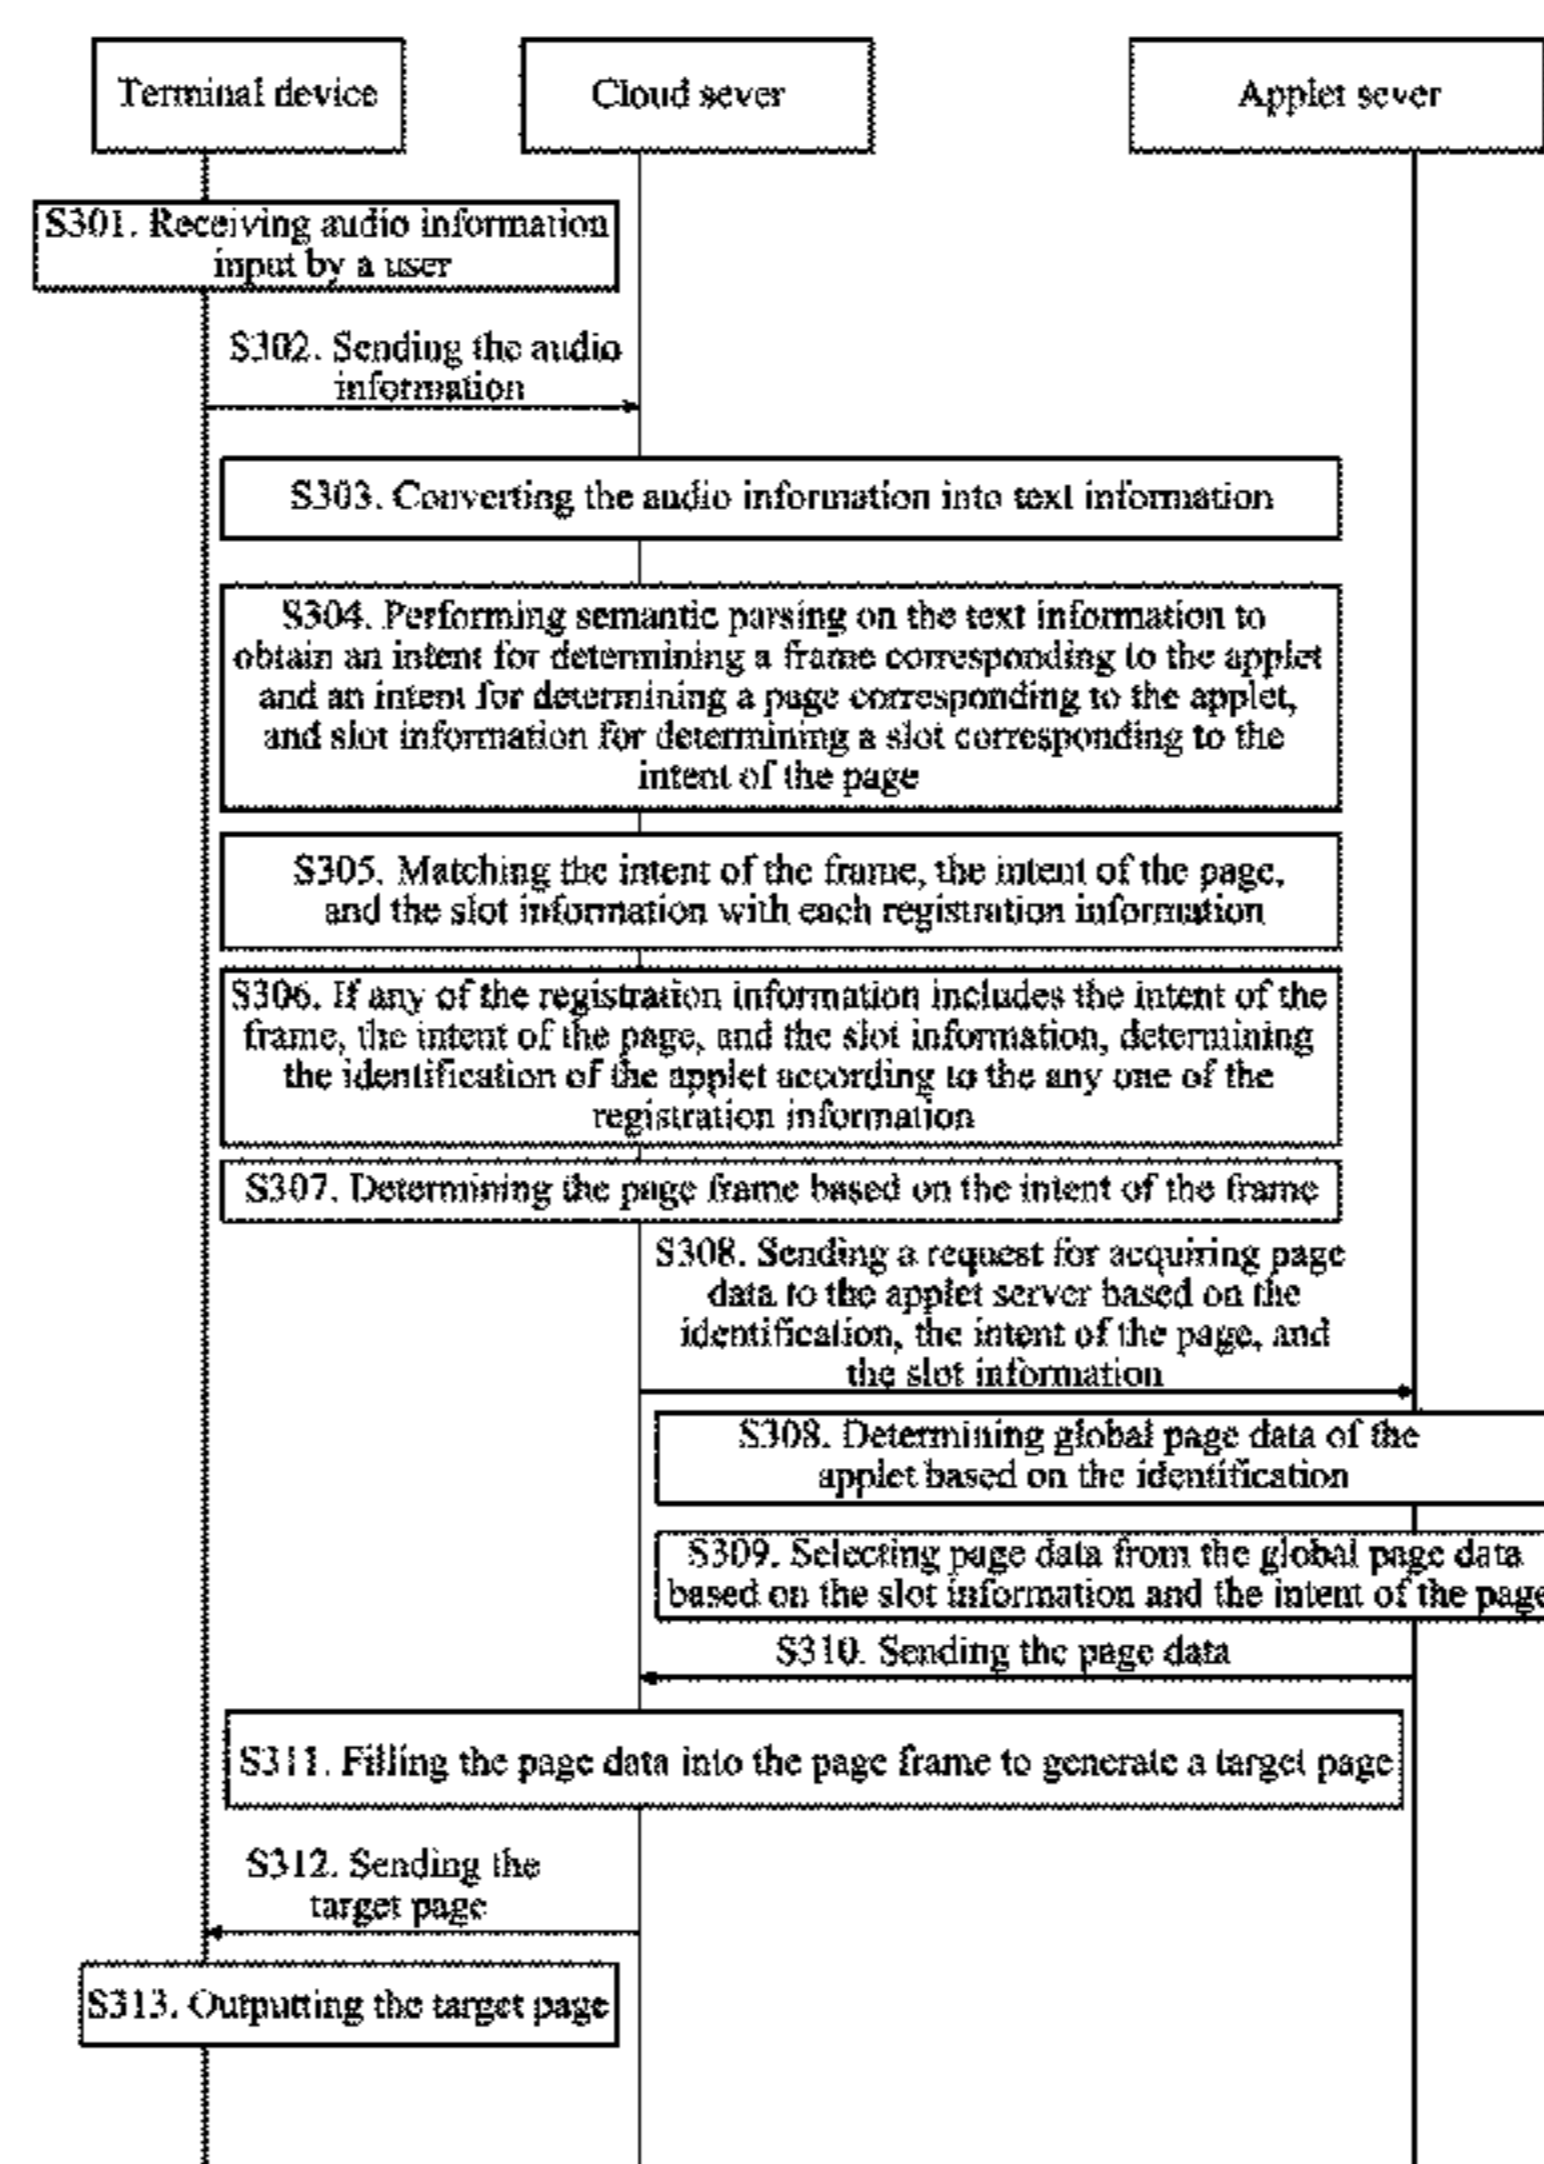 Terminal device
Cloud sever
Applet sever
S301. Receiving audio information
input by a user
S302. Sending the audio
information
S303. Converting the audio information into text information
S304. Performing semantic parsing on the text information to
obtain an intent for determining a frame corresponding to the applet
and an intent for determining a page corresponding to the applet,
and slot information for determining a slot corresponding to the
intent of the page
S305. Matching the intent of the frame, the intent of the page,
and the slot information with each registration information
S306. If any of the registration information includes the intent of the
frame, the intent of the page, and the slot information, determining
the identification of the applet according to the any one of the
registration information
S307. Determining the page frame based on the intent of the frame
S308. Sending a request for acquiring page
data to the applet server based on the
identification, the intent of the page, and
the slot information
S308. Determining global page data of the
applet based on the identification
S309. Selecting page data from the global page data
based on the slot information and the intent of the page
S310. Sending the page data
S311. Filling the page data into the page frame to generate a target page
S312. Sending the
target page
S313. Outputting the target page